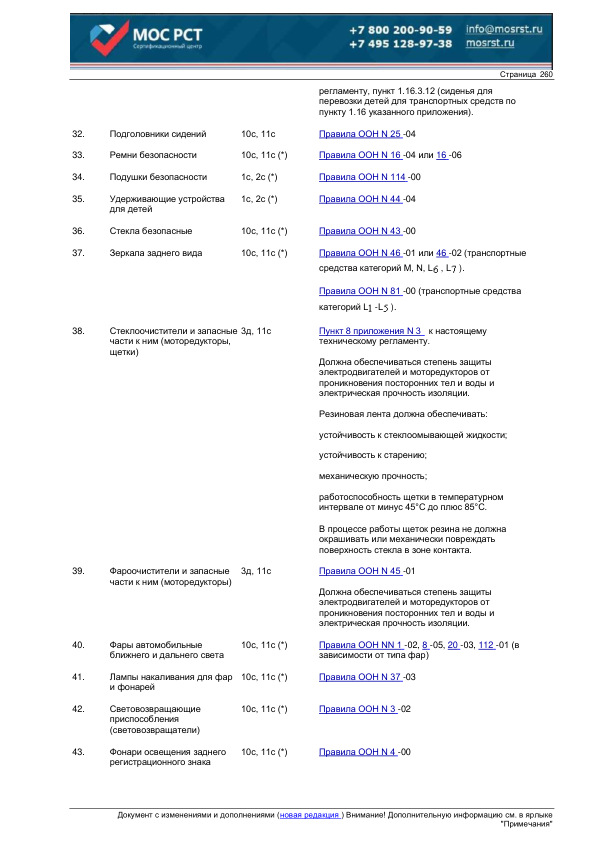 МОС РСТ
Сертификационный центр
+7 800 200-90-59 info@mosrst.ru
+7 495 128-97-38 mosrst.ru
Страница 260
регламенту, пункт 1.16.3.12 (сиденья для
перевозки детей для транспортных средств по
пункту 1.16 указанного приложения).
32. Подголовники сидений 10с, 11с Правила ООН N 25 -04
33. Ремни безопасности 10с, 11с (*) Правила ООН N 16 -04 или 16 -06
34. Подушки безопасности 1с, 2с (*) Правила ООН N 114 -00
35. Удерживающие устройства 1с, 2с (*) Правила ООН N 44 -04
для детей
36. Стекла безопасные 10с, 11с (*) Правила ООН N 43 -00
37. Зеркала заднего вида 10с, 11с (*) Правила ООН N 46 -01 или 46 -02 (транспортные
средства категорий M, N, L6 , L7 ).
Правила ООН N 81 -00 (транспортные средства
категорий L1 -L5 ).
38. Стеклоочистители и запасные 3д, 11с Пункт 8 приложения N 3 к настоящему
части к ним (моторедукторы, техническому регламенту.
щетки)
Должна обеспечиваться степень защиты
электродвигателей и моторедукторов от
проникновения посторонних тел и воды и
электрическая прочность изоляции.
Резиновая лента должна обеспечивать:
устойчивость к стеклоомывающей жидкости;
устойчивость к старению;
механическую прочность;
работоспособность щетки в температурном
интервале от минус 45°С до плюс 85°С.
В процессе работы щеток резина не должна
окрашивать или механически повреждать
поверхность стекла в зоне контакта.
39. Фароочистители и запасные 3д, 11с Правила ООН N 45 -01
части к ним (моторедукторы)
Должна обеспечиваться степень защиты
электродвигателей и моторедукторов от
проникновения посторонних тел и воды и
электрическую прочность изоляции.
40. Фары автомобильные 10с, 11с (*) Правила ООН NN 1 -02, 8 -05, 20 -03, 112 -01 (в
ближнего и дальнего света зависимости от типа фар)
41. Лампы накаливания для фар 10с, 11с (*) Правила ООН N 37 -03
и фонарей
42. Световозвращающие 10с, 11с (*) Правила ООН N 3 -02
приспособления
(световозвращатели)
43. Фонари освещения заднего 10с, 11с (*) Правила ООН N 4 -00
регистрационного знака
Документ с изменениями и дополнениями (новая редакция ) Внимание! Дополнительную информацию см. в ярлыке
"Примечания"